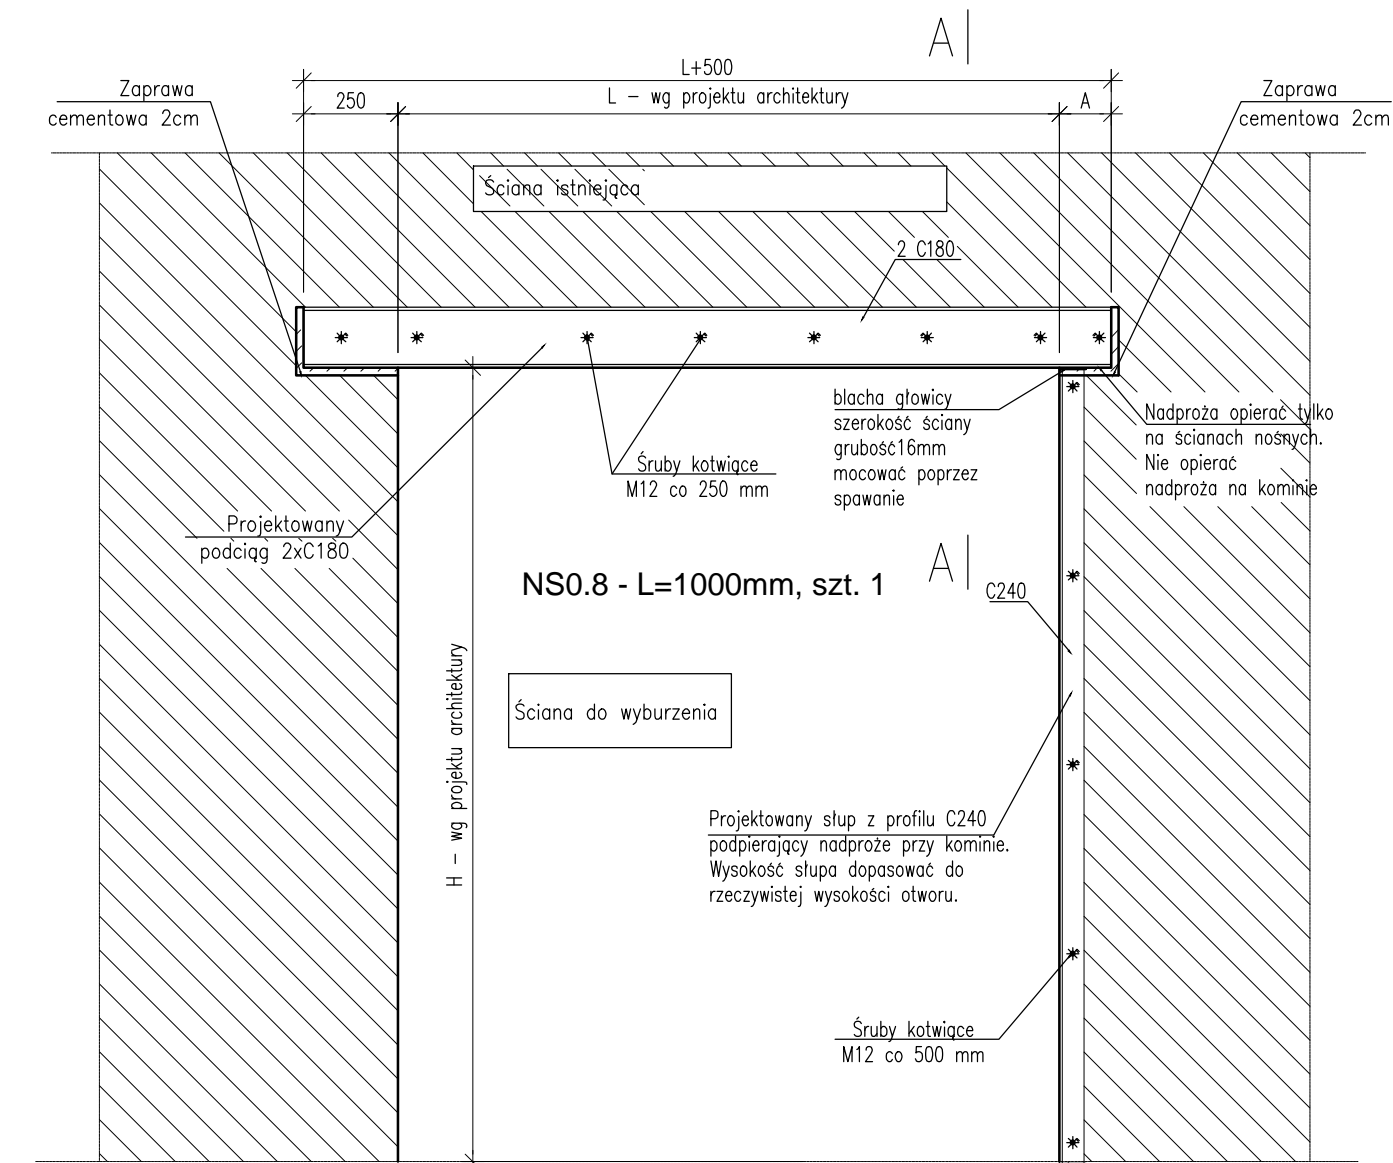 A
L+500
L – wg projektu architektury
250
A
Zaprawa
cementowa 2cm
Zaprawa
cementowa 2cm
Ściana istniejąca
2 C180
blacha głowicy
szerokość ściany
grubość16mm
mocować poprzez
spawanie
Nadproża opierać tylko
na ścianach nośnych.
Nie opierać
nadproża na kominie
Śruby kotwiące
M12 co 250 mm
Projektowany
podciąg 2xC180
NS0.8 - L=1000mm, szt. 1
A
C240
H – wg projektu architektury
Ściana do wyburzenia
Projektowany słup z profilu C240
podpierający nadproże przy kominie.
Wysokość słupa dopasować do
rzeczywistej wysokości otworu.
Śruby kotwiące
M12 co 500 mm